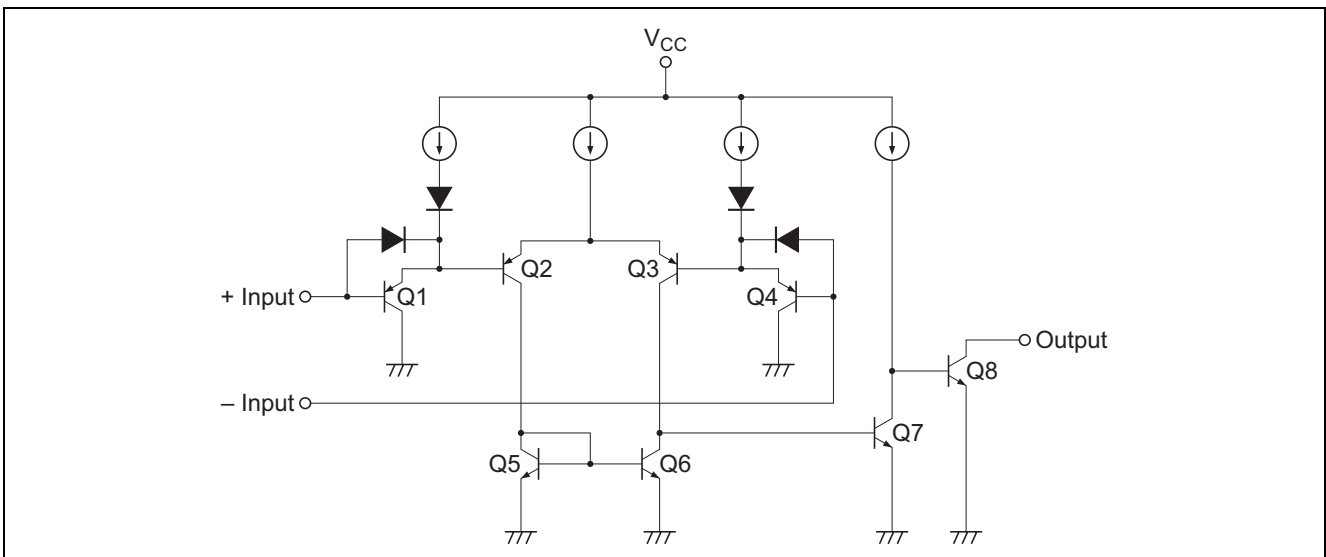 VCC
Q2
Q3
+ Input
Q1
Q4
Output
Q8
– Input
Q7
Q5
Q6